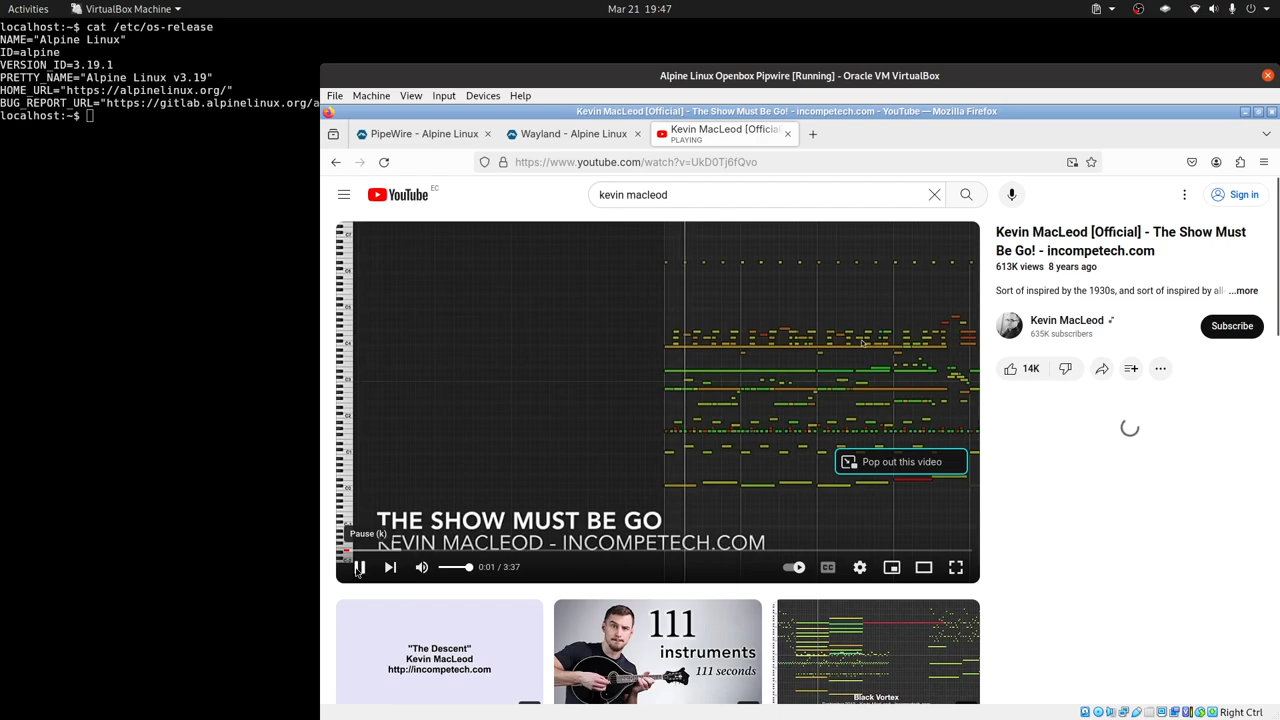 Activities
VirtualBox Machine
Mar 21 19:47
localhost:~$ cat /etc/os-release
NAME="Alpine Linux"
ID=alpine
VERSION_ID=3.19.1
PRETTY_NAME="Alpine Linux v3.19"
HOME_URL="https://alpinelinux.org/"
BUG_REPORT_URL="https://gitlab.alpinelinux.org/a
localhost:~$
Alpine Linux Openbox Pipwire [Running] - Oracle VM VirtualBox
File Machine View Input Devices Help
Kevin MacLeod [Official] - The Show Must Be Go! - incompetech.com - YouTube — Mozilla Firefox
PipeWire - Alpine Linux
Wayland - Alpine Linux
Kevin MacLeod [Official
PLAYING
https://www.youtube.com/watch?v=UkD0Tj6fQvo
YouTube EC
kevin macleod
Sign in
Pop out this video
THE SHOW MUST BE GO
Pause (k)
KEVIN MACLEOD - INCOMPETECH.COM
0:01 / 3:37
Kevin MacLeod [Official] - The Show Must
Be Go! - incompetech.com
613K views 8 years ago
Sort of inspired by the 1930s, and sort of inspired by all ...more
Kevin MacLeod
635K subscribers
Subscribe
14K
"The Descent"
Kevin MacLeod
http://incompetech.com
111
instruments
111 seconds
Black Vortex
Right Ctrl